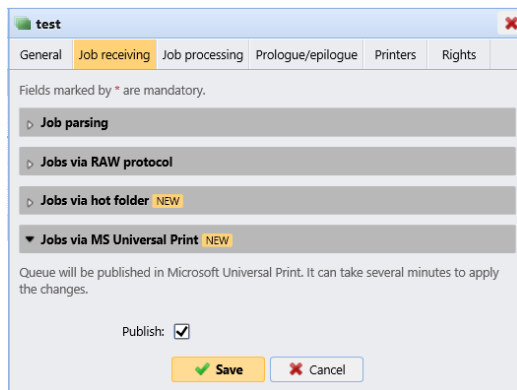 test
General Job receiving Job processing Prologue/epilogue Printers Rights
Fields marked by * are mandatory.
Job parsing
Jobs via RAW protocol
Jobs via hot folder NEW
Jobs via MS Universal Print NEW
Queue will be published in Microsoft Universal Print. It can take several minutes to apply
the changes.
Publish:
Save Cancel